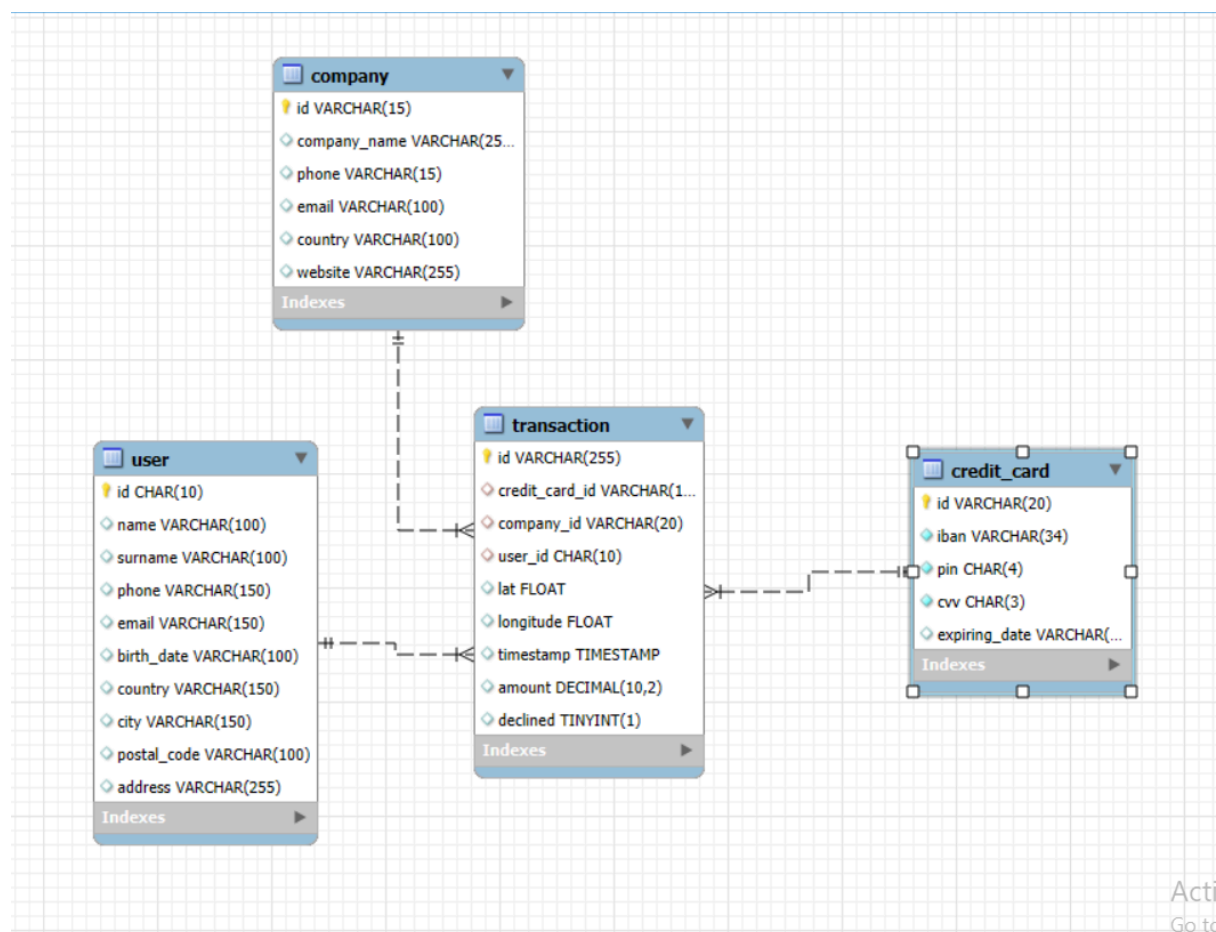 company
id VARCHAR(15)
company_name VARCHAR(25...
phone VARCHAR(15)
email VARCHAR(100)
country VARCHAR(100)
website VARCHAR(255)
Indexes
user
id CHAR(10)
name VARCHAR(100)
surname VARCHAR(100)
phone VARCHAR(150)
email VARCHAR(150)
birth_date VARCHAR(100)
country VARCHAR(150)
city VARCHAR(150)
postal_code VARCHAR(100)
address VARCHAR(255)
Indexes
transaction
id VARCHAR(255)
credit_card_id VARCHAR(1...
company_id VARCHAR(20)
user_id CHAR(10)
lat FLOAT
longitude FLOAT
timestamp TIMESTAMP
amount DECIMAL(10,2)
declined TINYINT(1)
Indexes
credit_card
id VARCHAR(20)
iban VARCHAR(34)
pin CHAR(4)
cvv CHAR(3)
expiring_date VARCHAR(...
Indexes
Acti
Go to